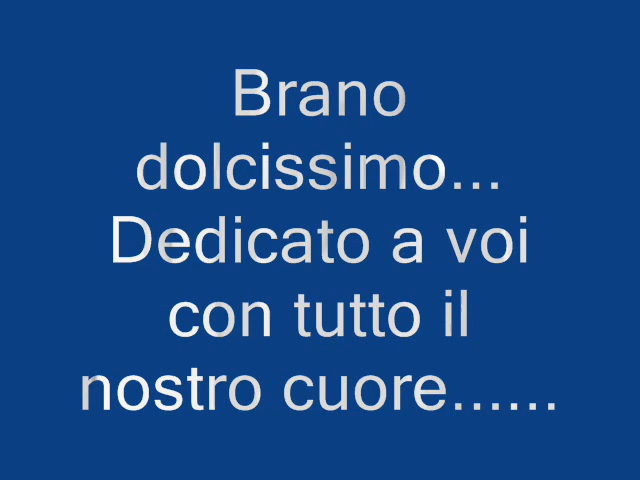 Brano
dolcissimo...
Dedicato a voi
con tutto il
nostro cuore......